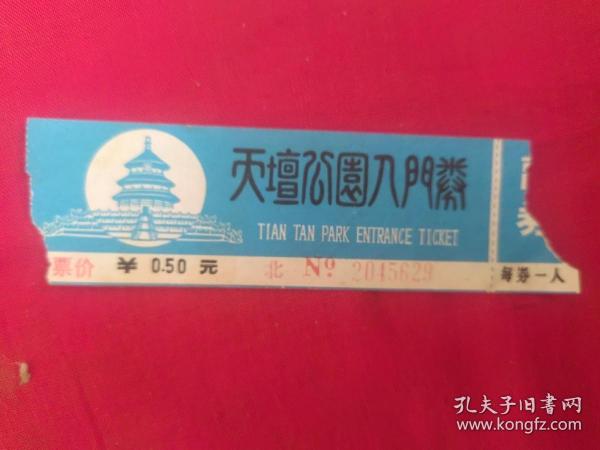 天壇公園入門券
TIAN TAN PARK ENTRANCE TICKET
票价 ¥ 0.50 元
北 Nº 2045629
每券一人
孔夫子旧书网
www.kongfz.com